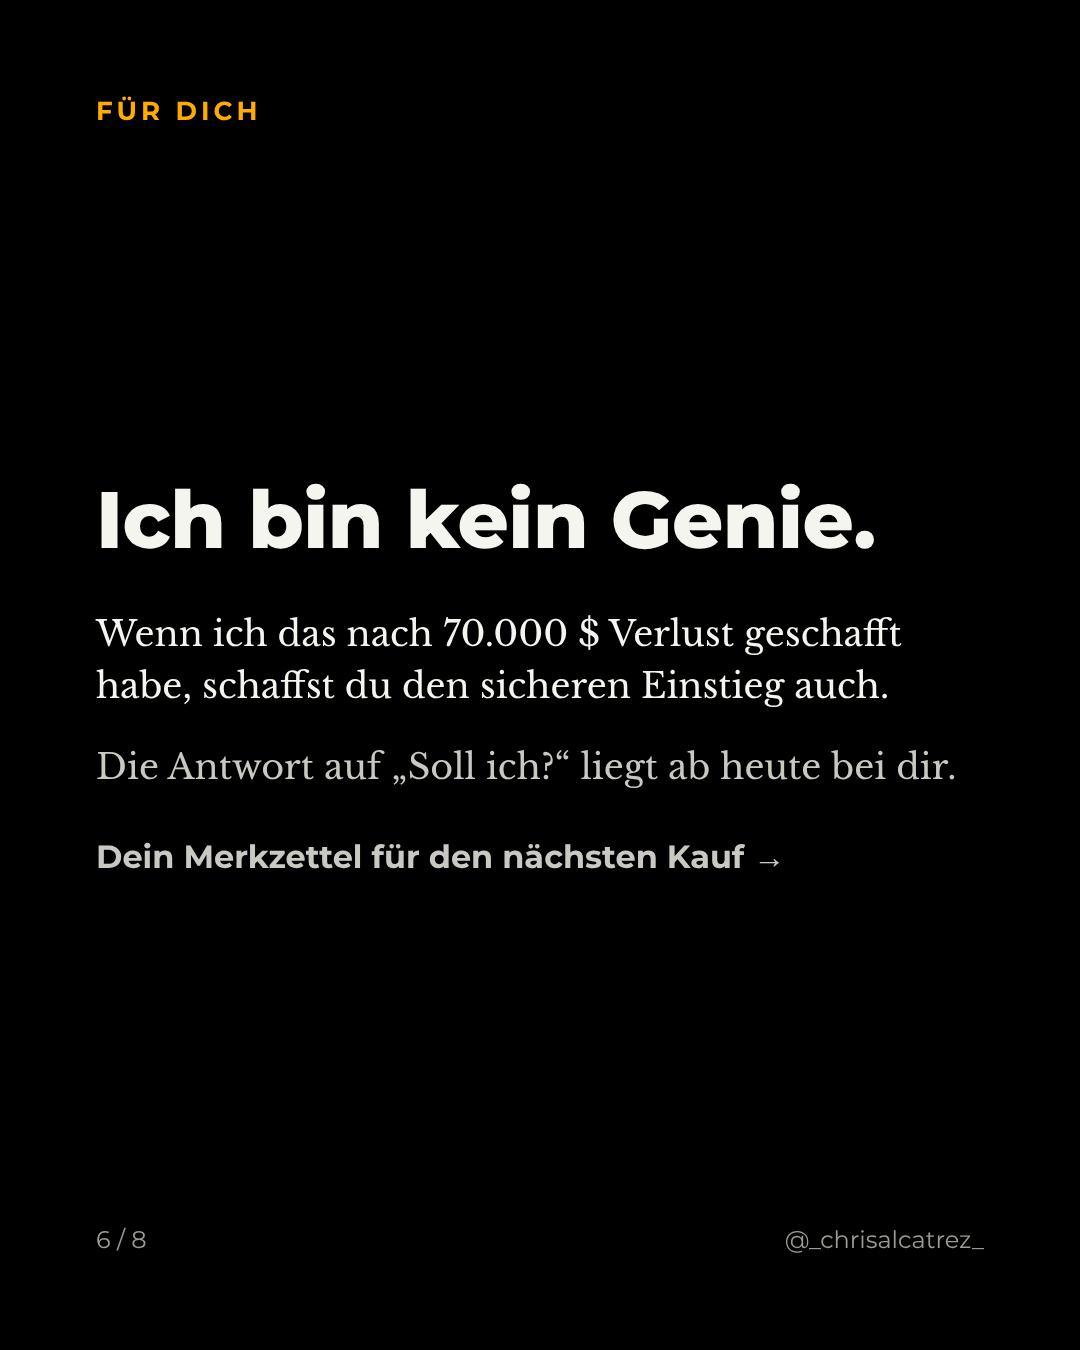 FÜR DICH
Ich bin kein Genie.
Wenn ich das nach 70.000 $ Verlust geschafft
habe, schaffst du den sicheren Einstieg auch.
Die Antwort auf „Soll ich?“ liegt ab heute bei dir.
Dein Merkzettel für den nächsten Kauf →
6 / 8
@_chrisalcatrez_